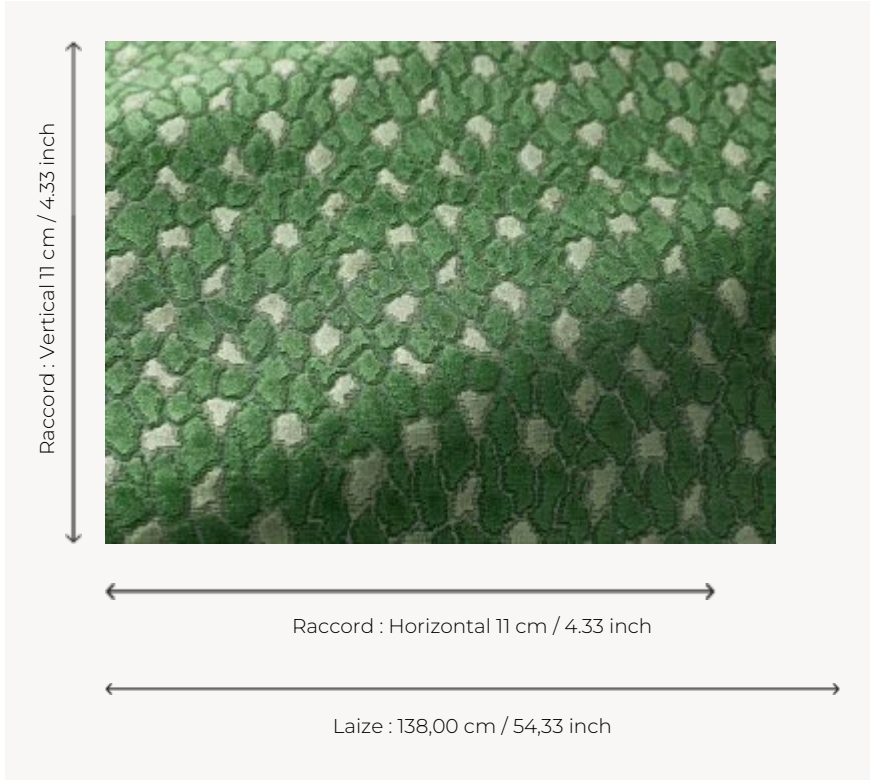 Raccord : Vertical 11 cm / 4.33 inch
Raccord : Horizontal 11 cm / 4.33 inch
Laize : 138,00 cm / 54,33 inch